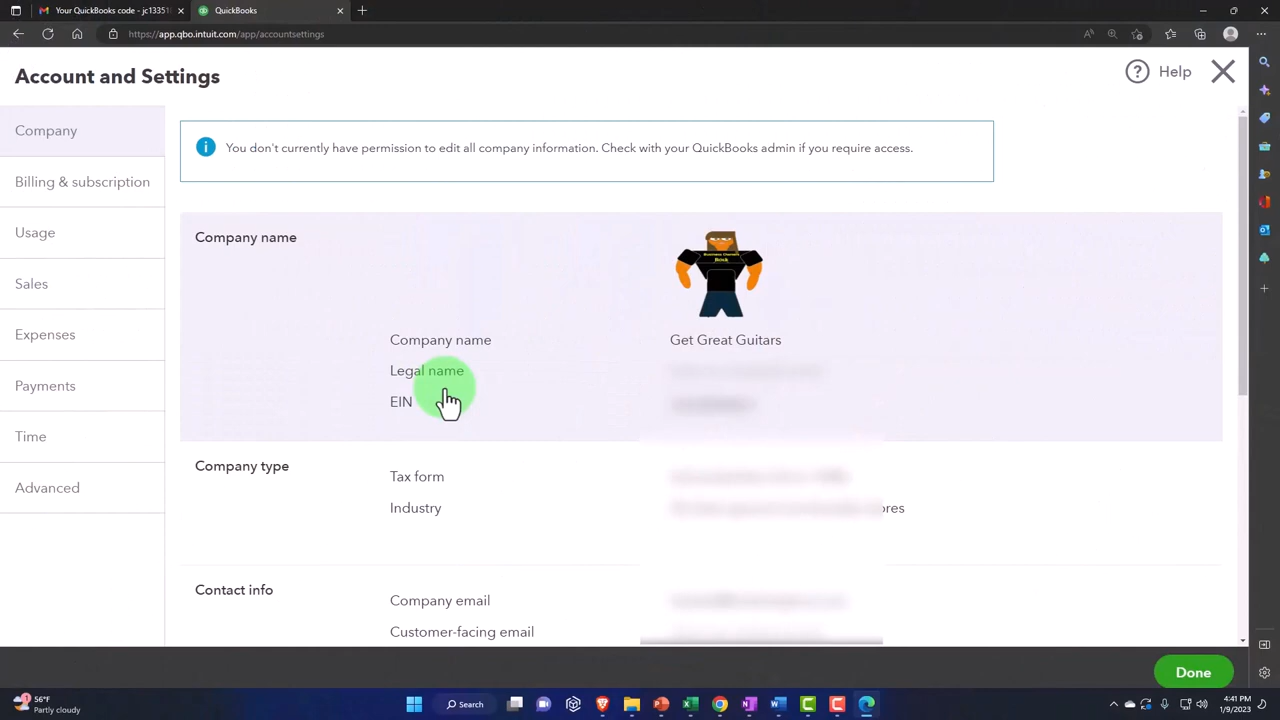 Your QuickBooks code - jc1335
QuickBooks
https://app.qbo.intuit.com/app/accountsettings
Account and Settings
Help
Company
Billing & subscription
Usage
Sales
Expenses
Payments
Time
Advanced
You don't currently have permission to edit all company information. Check with your QuickBooks admin if you require access.
Company name
Business Owners
Rock
Company name
Get Great Guitars
Legal name
EIN
Company type
Tax form
Industry
Contact info
Company email
Customer-facing email
Done
56°F
Partly cloudy
Search
4:41 PM
1/9/2023